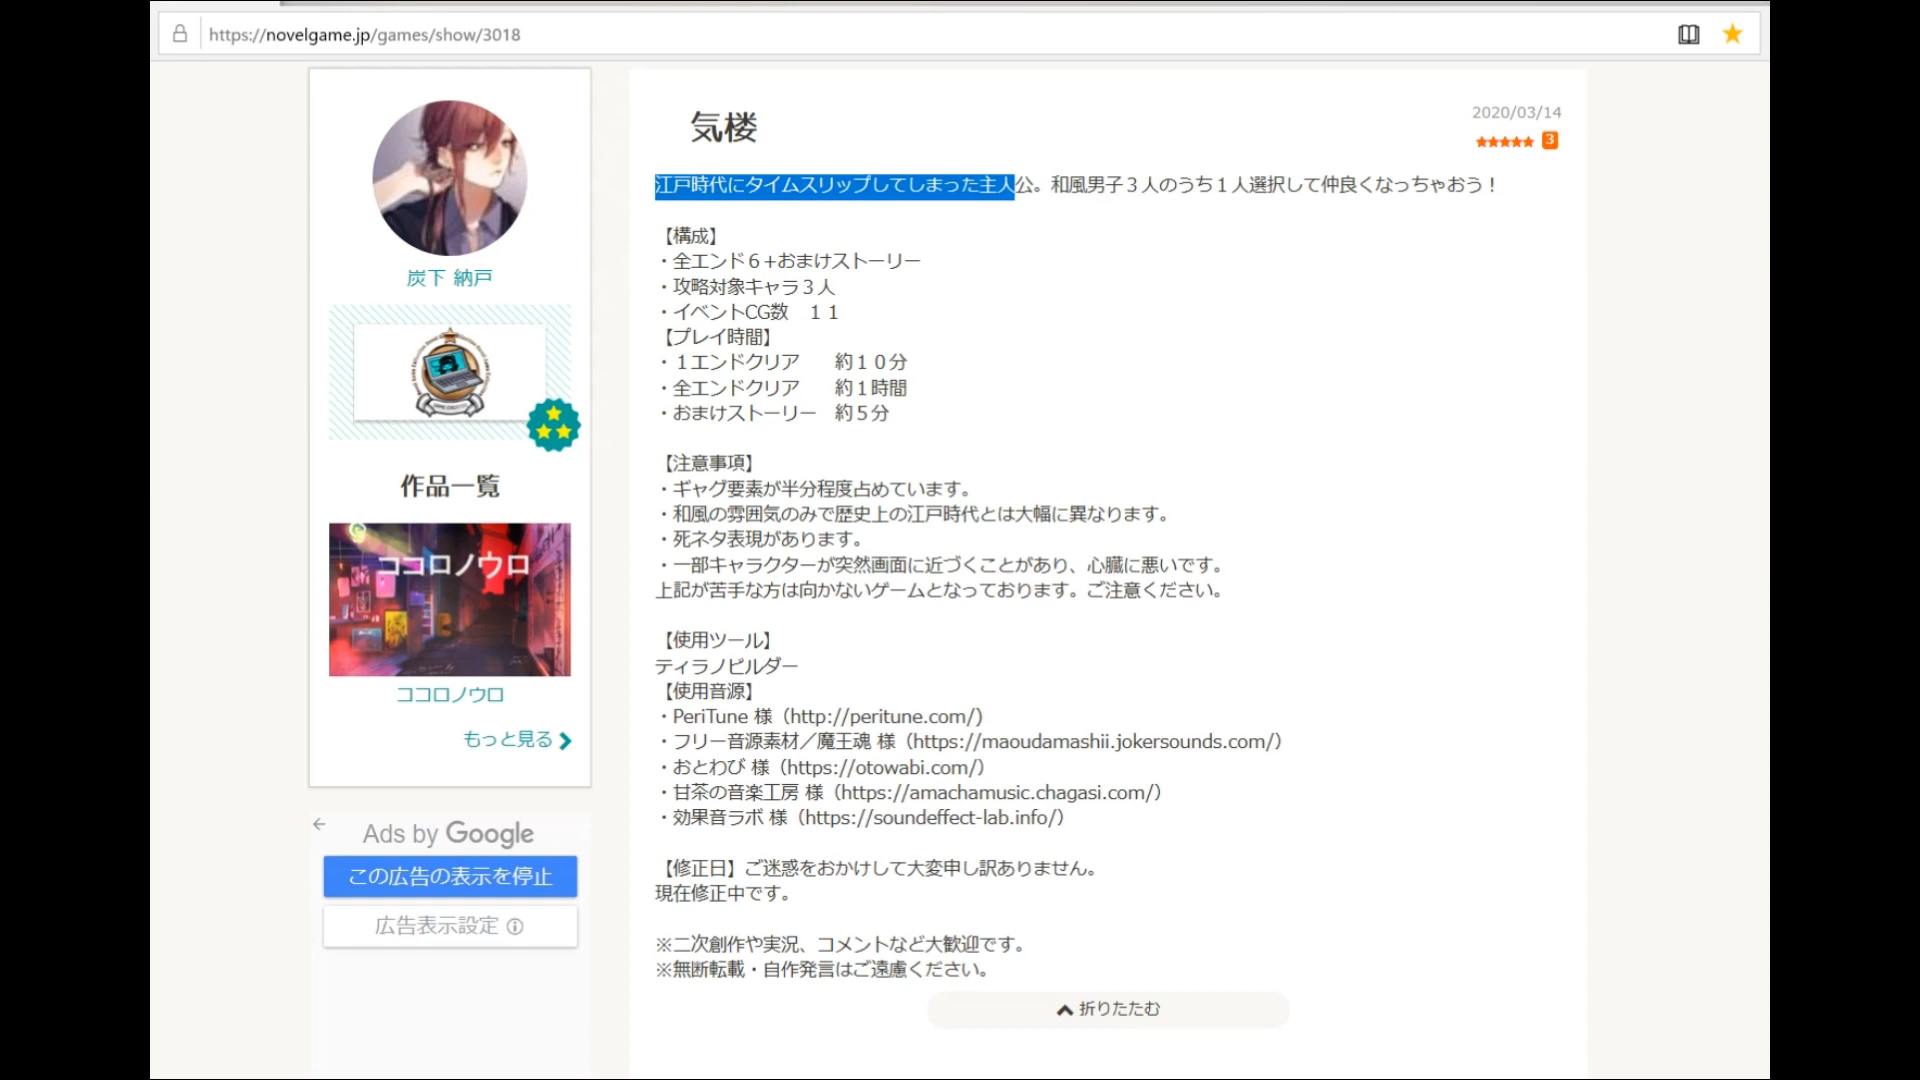 https://novelgame.jp/games/show/3018
炭下 納戸
作品一覧
ココロノウロ
ココロノウロ
もっと見る
Ads by Google
この広告の表示を停止
広告表示設定
気楼
2020/03/14
★★★★★ 3
江戸時代にタイムスリップしてしまった主人公。和風男子３人のうち１人選択して仲良くなっちゃおう！
【構成】
・全エンド６+おまけストーリー
・攻略対象キャラ３人
・イベントCG数　１１
【プレイ時間】
・１エンドクリア　　約１０分
・全エンドクリア　　約１時間
・おまけストーリー　約５分
【注意事項】
・ギャグ要素が半分程度占めています。
・和風の雰囲気のみで歴史上の江戸時代とは大幅に異なります。
・死ネタ表現があります。
・一部キャラクターが突然画面に近づくことがあり、心臓に悪いです。
上記が苦手な方は向かないゲームとなっております。ご注意ください。
【使用ツール】
ティラノビルダー
【使用音源】
・PeriTune 様（http://peritune.com/）
・フリー音源素材／魔王魂 様（https://maoudamashii.jokersounds.com/）
・おとわび 様（https://otowabi.com/）
・甘茶の音楽工房 様（https://amachamusic.chagasi.com/）
・効果音ラボ 様（https://soundeffect-lab.info/）
【修正日】ご迷惑をおかけして大変申し訳ありません。
現在修正中です。
※二次創作や実況、コメントなど大歓迎です。
※無断転載・自作発言はご遠慮ください。
折りたたむ